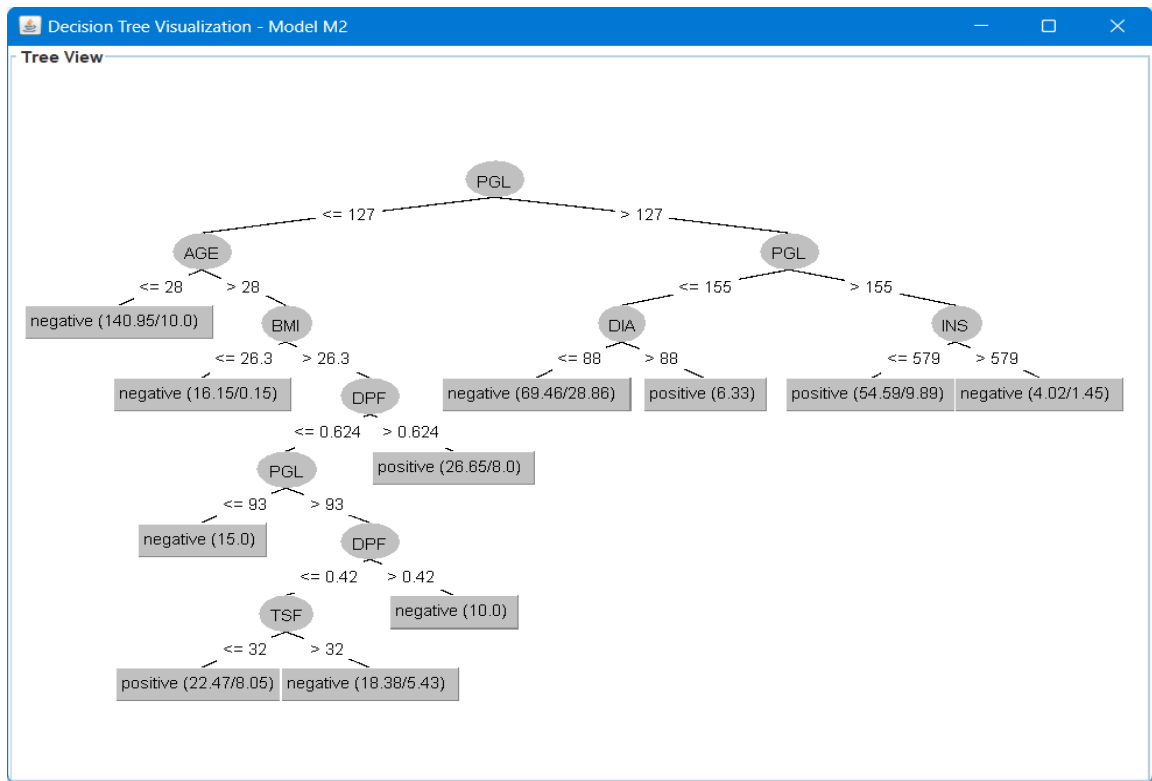 Decision Tree Visualization - Model M2
Tree View
PGL
<= 127 > 127
AGE PGL
<= 28 > 28 <= 155 > 155
negative (140.95/10.0) BMI DIA INS
<= 26.3 > 26.3 <= 88 > 88 <= 579 > 579
negative (16.15/0.15) DPF negative (69.46/28.86) positive (6.33) positive (54.59/9.89) negative (4.02/1.45)
<= 0.624 > 0.624
PGL positive (26.65/8.0)
<= 93 > 93
negative (15.0) DPF
<= 0.42 > 0.42
TSF negative (10.0)
<= 32 > 32
positive (22.47/8.05) negative (18.38/5.43)